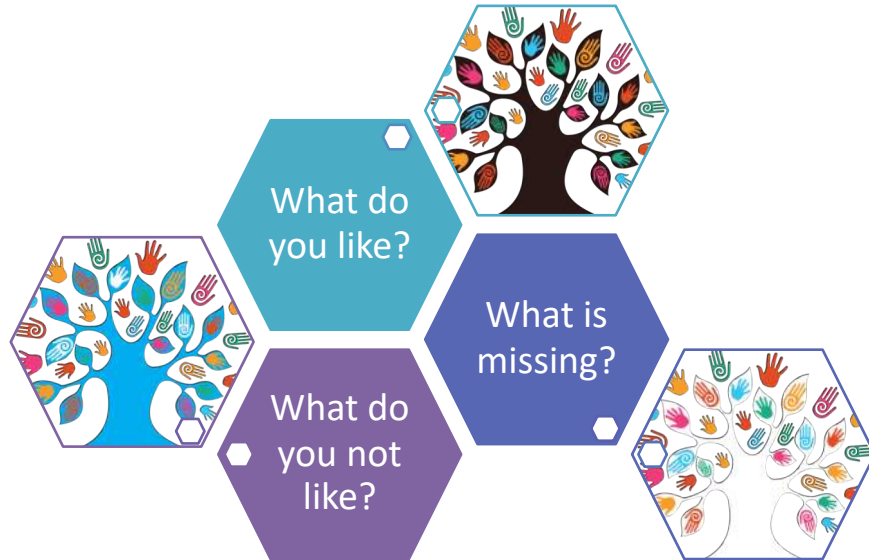 What do
you like?
What is
missing?
What do
you not
like?